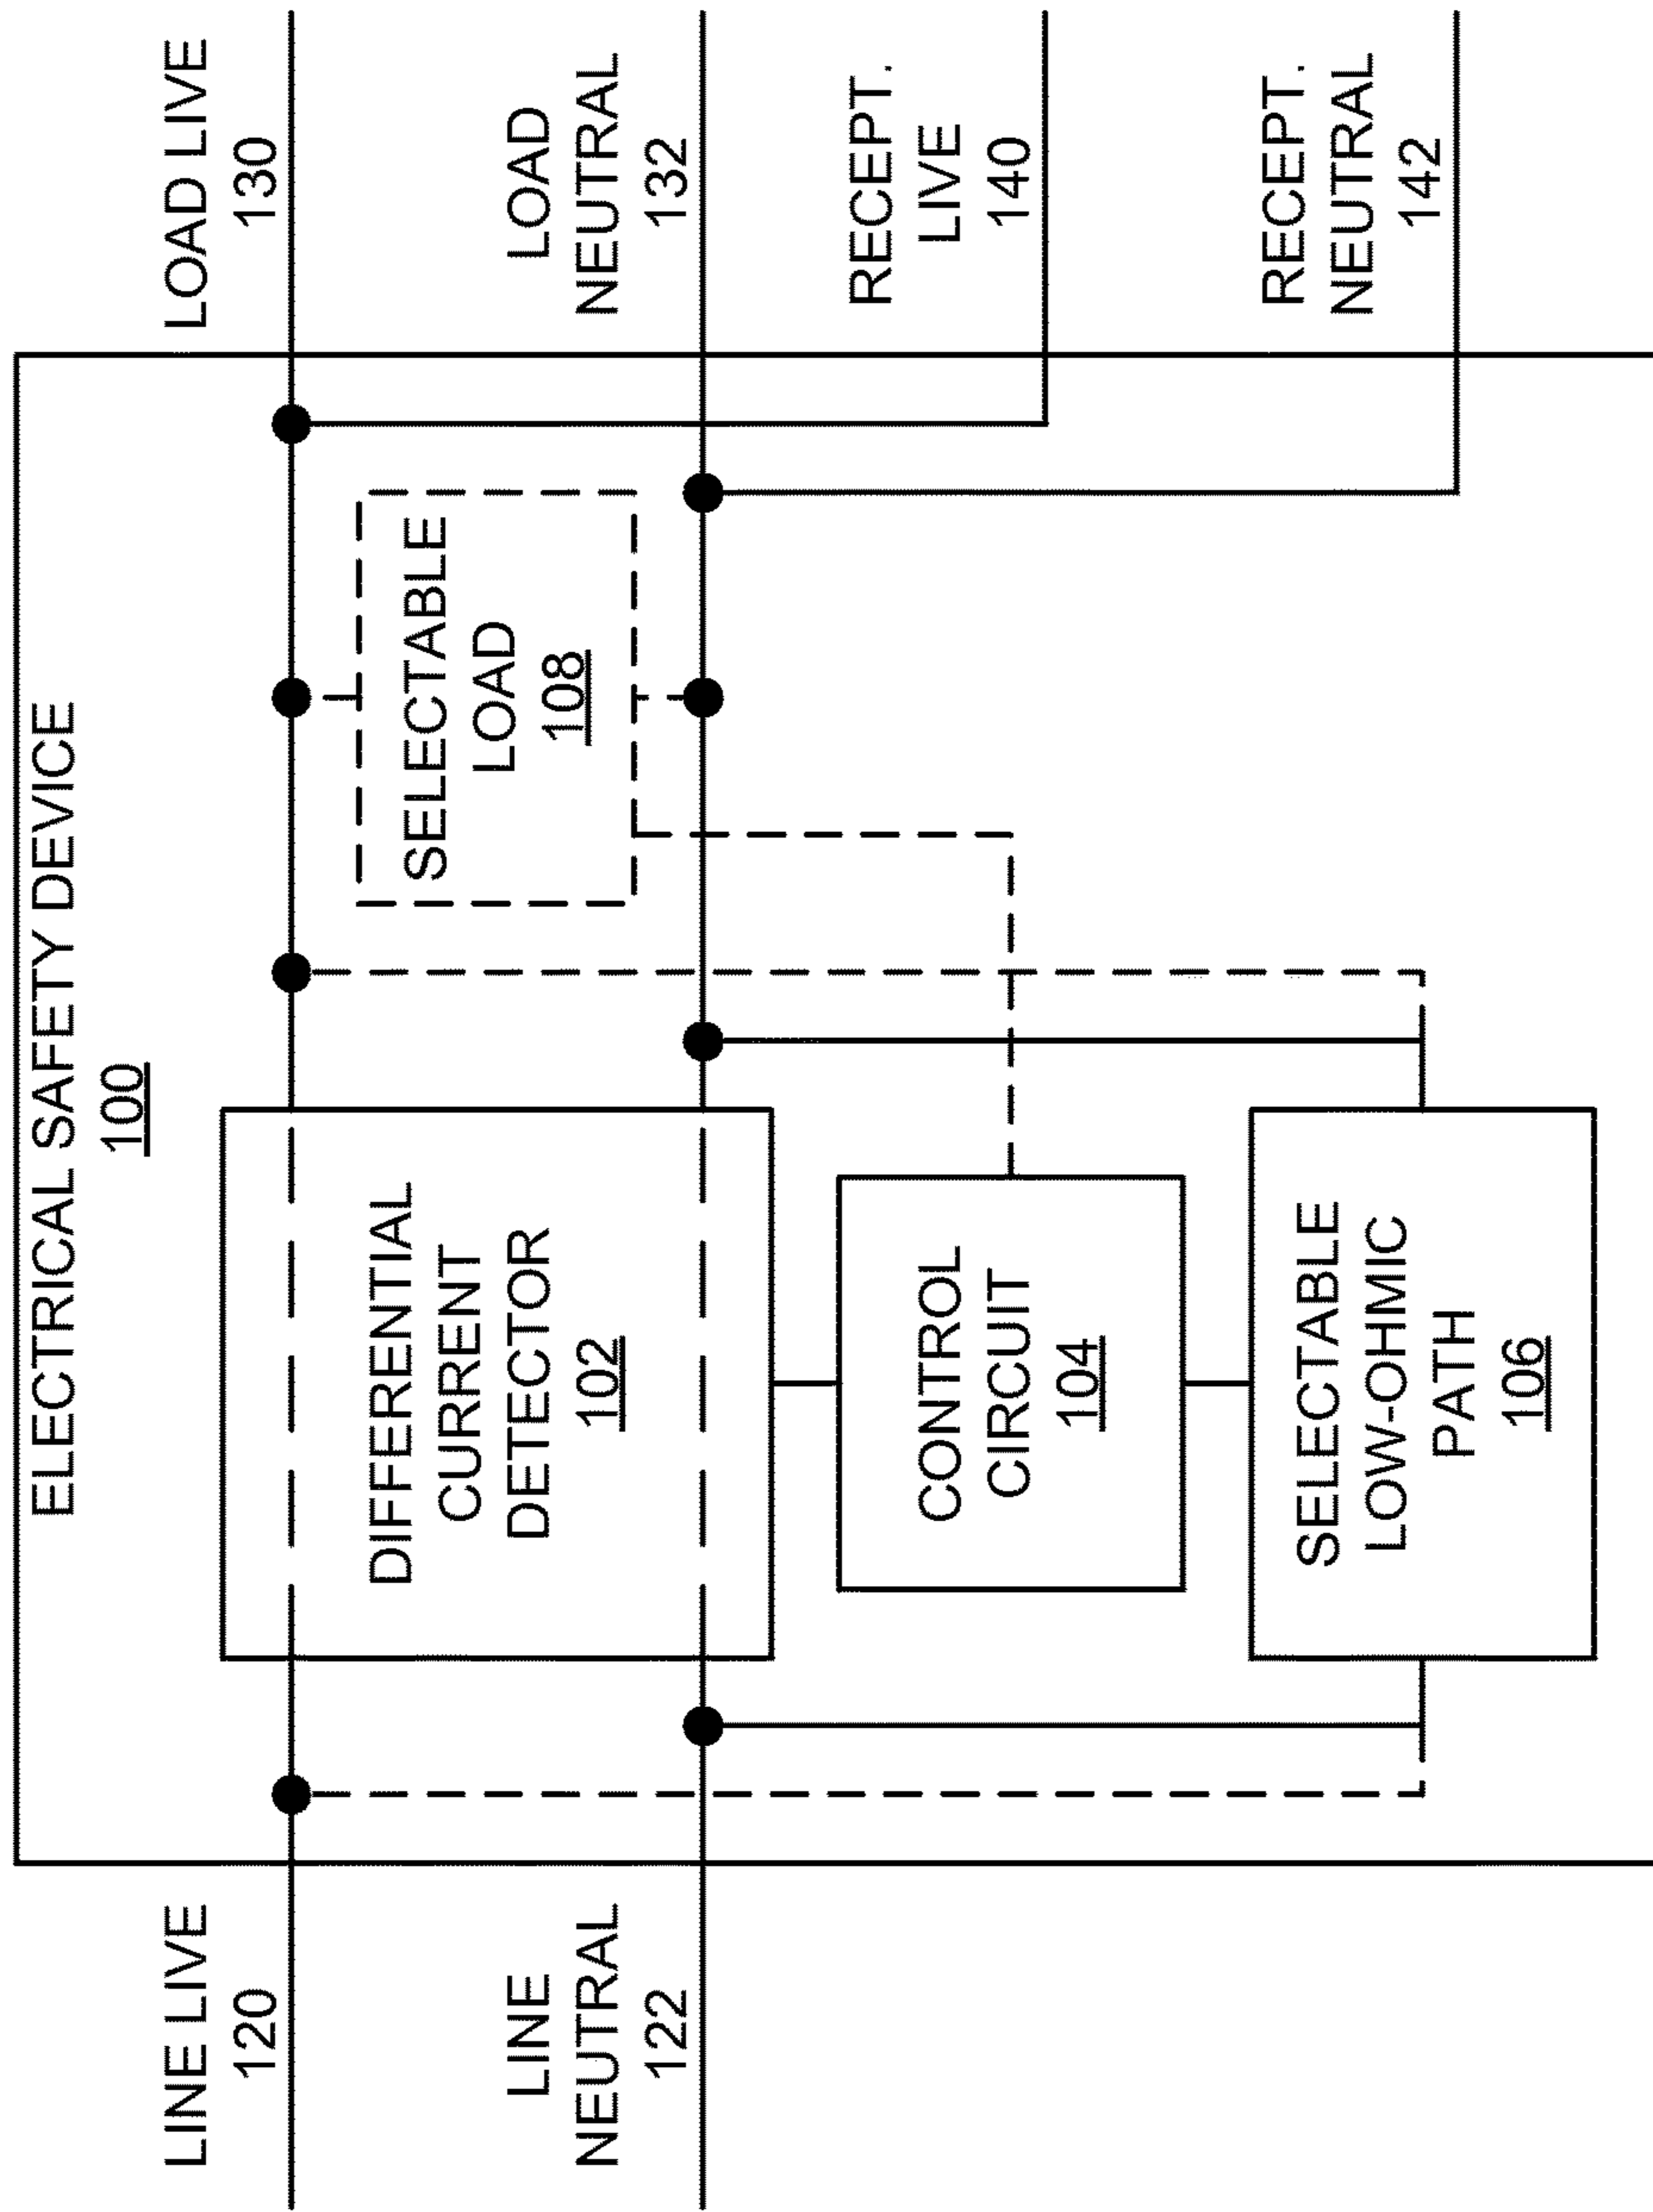 ELECTRICAL SAFETY DEVICE
100
LINE LIVE
120
LINE
NEUTRAL
122
DIFFERENTIAL
CURRENT
DETECTOR
102
CONTROL
CIRCUIT
104
SELECTABLE
LOW-OHMIC
PATH
106
SELECTABLE
LOAD
108
LOAD LIVE
130
LOAD
NEUTRAL
132
RECEPT.
LIVE
140
RECEPT.
NEUTRAL
142